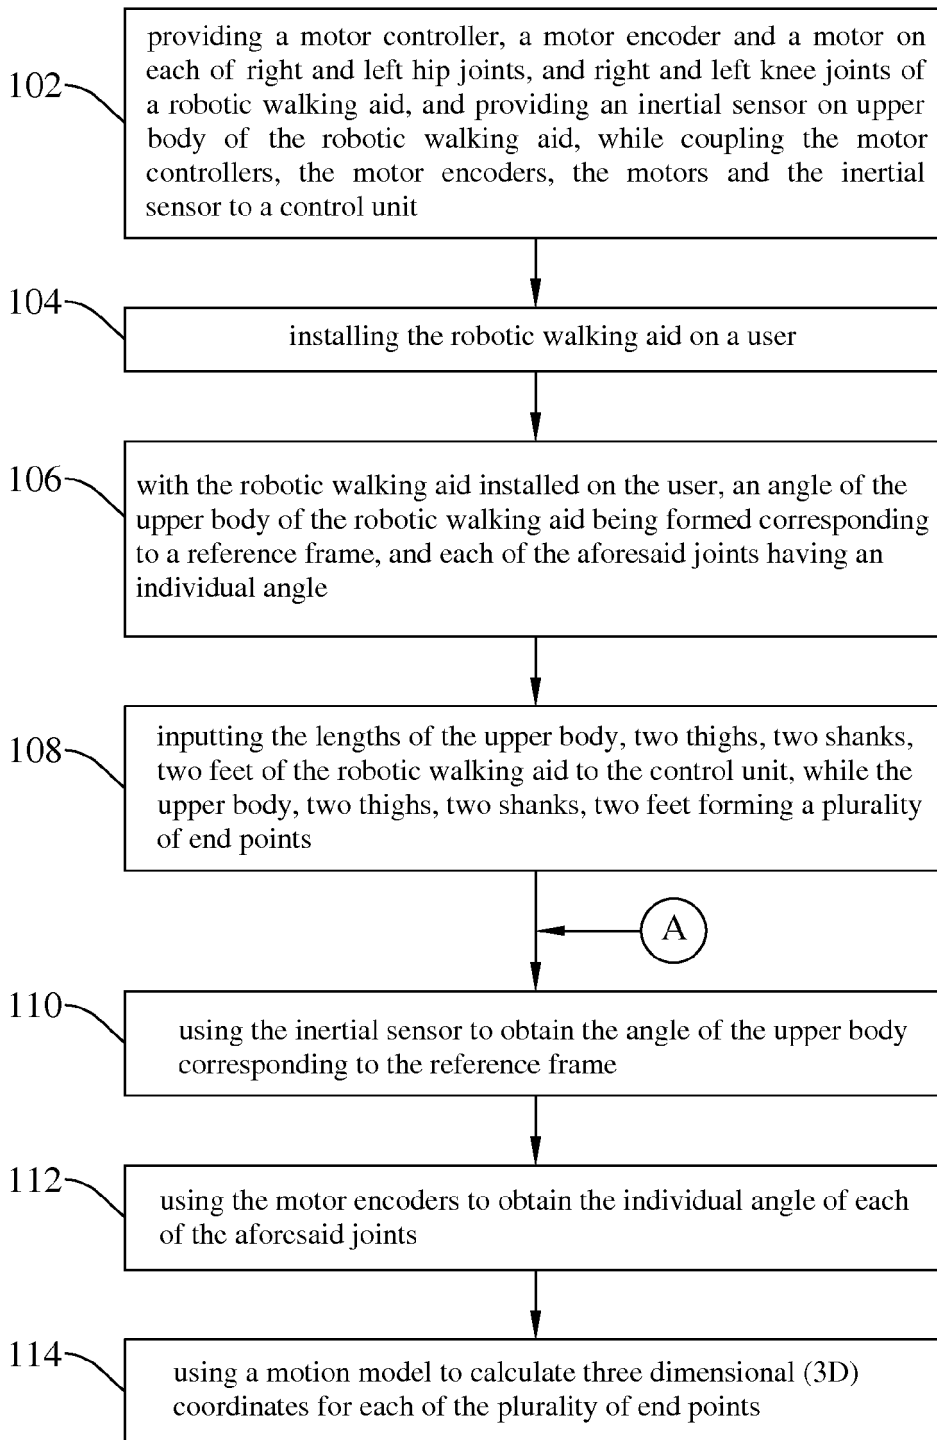 102
providing a motor controller, a motor encoder and a motor on
each of right and left hip joints, and right and left knee joints of
a robotic walking aid, and providing an inertial sensor on upper
body of the robotic walking aid, while coupling the motor
controllers, the motor encoders, the motors and the inertial
sensor to a control unit
104
installing the robotic walking aid on a user
106
with the robotic walking aid installed on the user, an angle of the
upper body of the robotic walking aid being formed corresponding
to a reference frame, and each of the aforesaid joints having an
individual angle
108
inputting the lengths of the upper body, two thighs, two shanks,
two feet of the robotic walking aid to the control unit, while the
upper body, two thighs, two shanks, two feet forming a plurality
of end points
A
110
using the inertial sensor to obtain the angle of the upper body
corresponding to the reference frame
112
using the motor encoders to obtain the individual angle of each
of the aforesaid joints
114
using a motion model to calculate three dimensional (3D)
coordinates for each of the plurality of end points